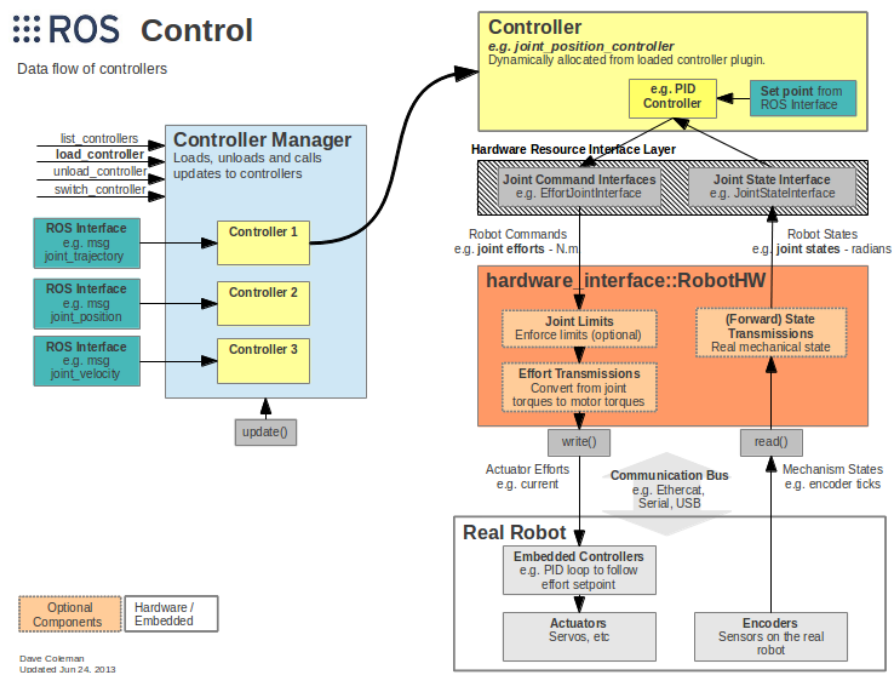 ROS Control
Data flow of controllers
list_controllers
load_controller
unload_controller
switch_controller
Controller Manager
Loads, unloads and calls
updates to controllers
ROS Interface
e.g. msg
joint_trajectory
Controller 1
ROS Interface
e.g. msg
joint_position
Controller 2
ROS Interface
e.g. msg
joint_velocity
Controller 3
update()
Controller
e.g. joint_position_controller
Dynamically allocated from loaded controller plugin.
e.g. PID
Controller
Set point from
ROS Interface
Hardware Resource Interface Layer
Joint Command Interfaces
e.g. EffortJointInterface
Joint State Interface
e.g. JointStateInterface
Robot Commands
e.g. joint efforts - N.m
Robot States
e.g. joint states - radians
hardware_interface::RobotHW
Joint Limits
Enforce limits (optional)
(Forward) State
Transmissions
Real mechanical state
Effort Transmissions
Convert from joint
torques to motor torques
write()
read()
Actuator Efforts
e.g. current
Communication Bus
e.g. Ethercat,
Serial, USB
Mechanism States
e.g. encoder ticks
Real Robot
Embedded Controllers
e.g. PID loop to follow
effort setpoint
Actuators
Servos, etc
Encoders
Sensors on the real
robot
Optional
Components
Hardware /
Embedded
Dave Coleman
Updated Jun 24, 2013